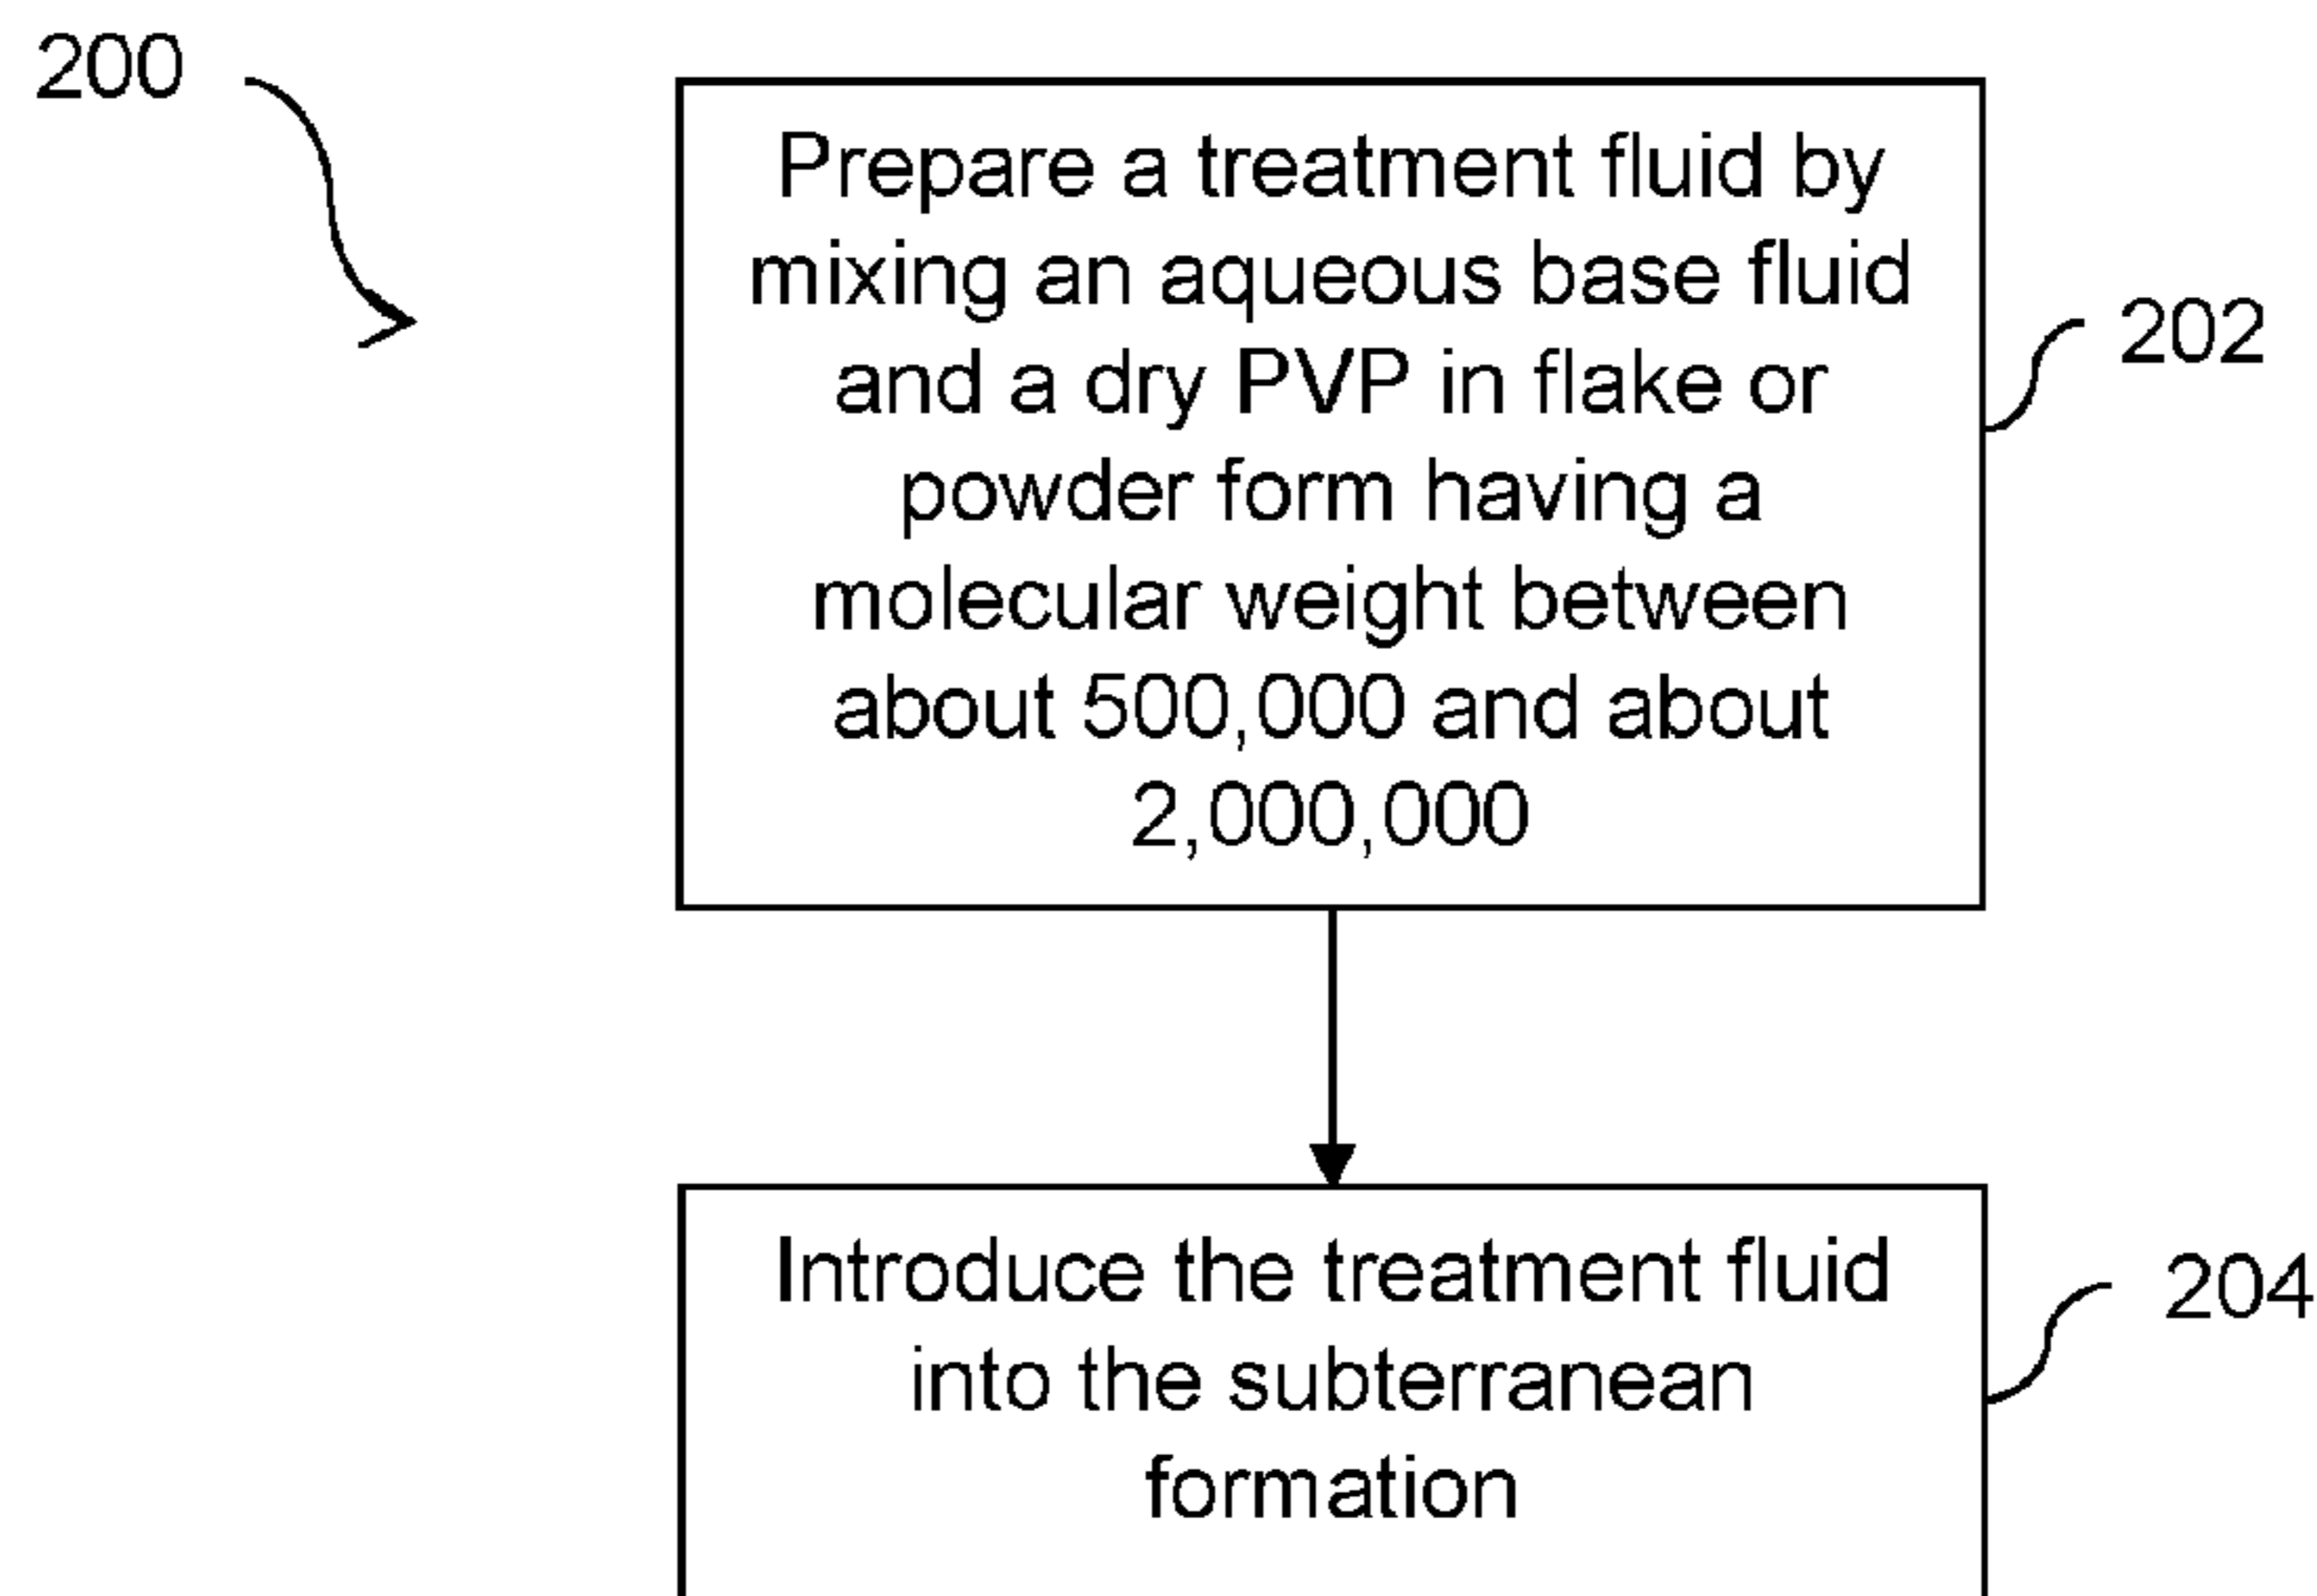 200
Prepare a treatment fluid by
mixing an aqueous base fluid
and a dry PVP in flake or
powder form having a
molecular weight between
about 500,000 and about
2,000,000
202
Introduce the treatment fluid
into the subterranean
formation
204